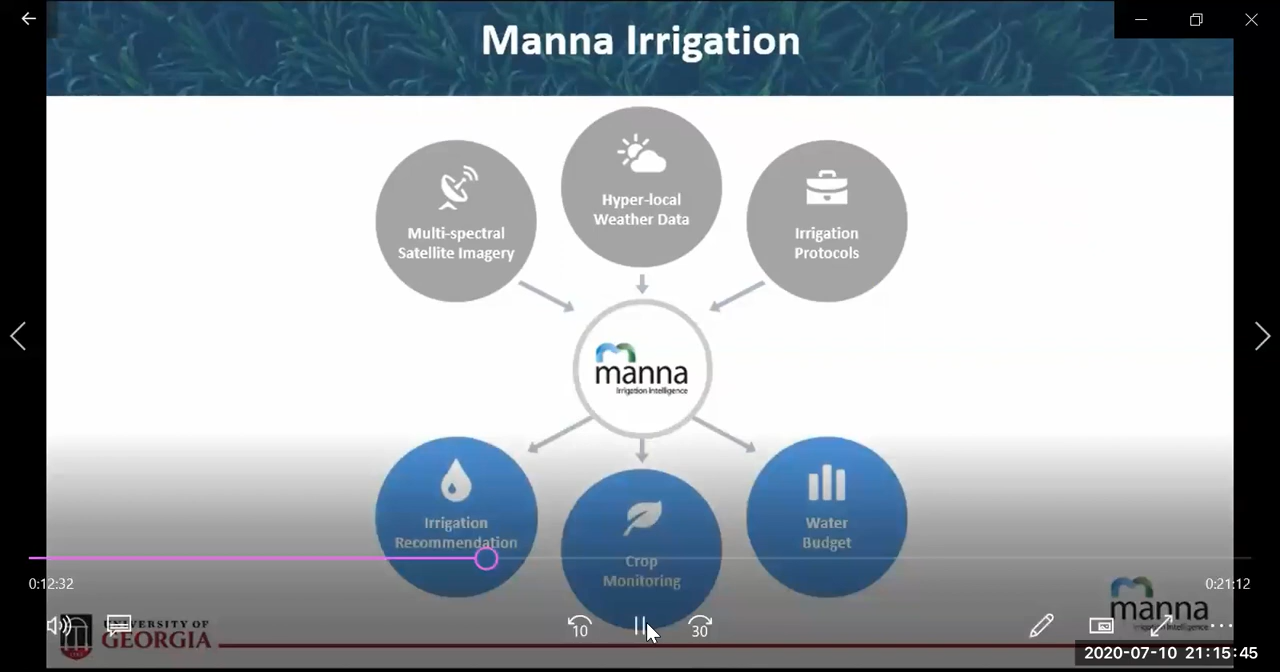 Manna Irrigation
Hyper-local
Weather Data
Multi-spectral
Satellite Imagery
Irrigation
Protocols
manna
Irrigation Intelligence
Irrigation
Recommendation
Crop
Monitoring
Water
Budget
0:12:32
0:21:12
UNIVERSITY OF
GEORGIA
10
30
manna
Irrigation Intelligence
2020-07-10 21:15:45